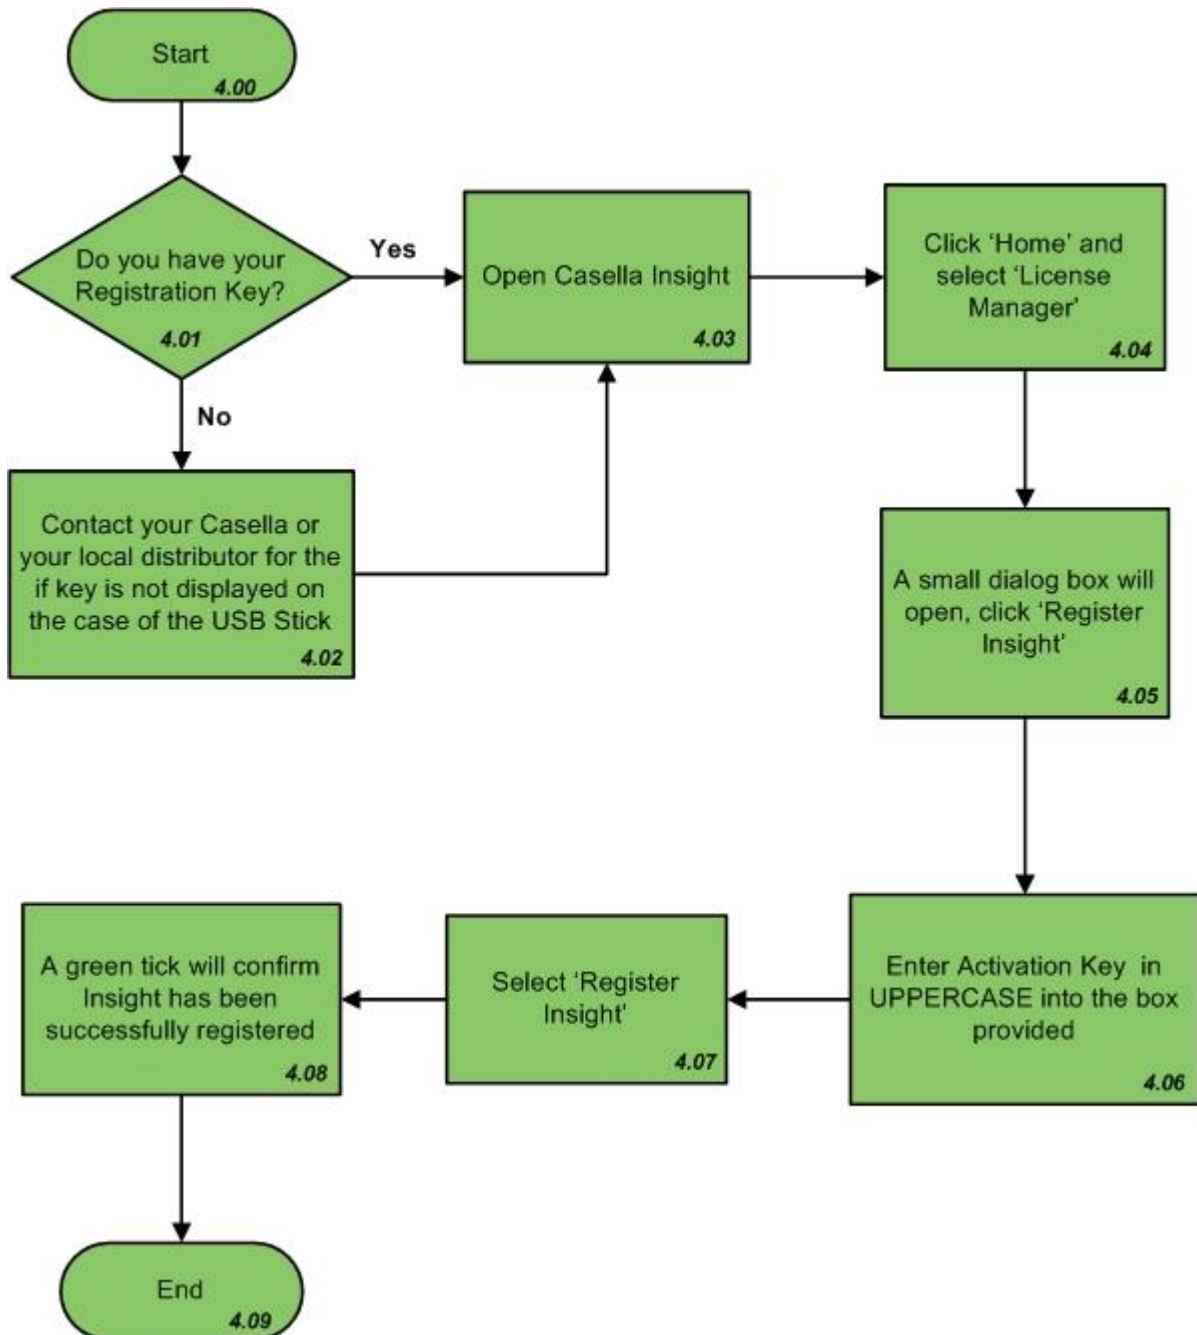 Start
4.00
Do you have your
Registration Key?
4.01
Yes
No
Contact your Casella or
your local distributor for the
if key is not displayed on
the case of the USB Stick
4.02
Open Casella Insight
4.03
Click ‘Home’ and
select ‘License
Manager’
4.04
A small dialog box will
open, click ‘Register
Insight’
4.05
Enter Activation Key in
UPPERCASE into the box
provided
4.06
Select ‘Register
Insight’
4.07
A green tick will confirm
Insight has been
successfully registered
4.08
End
4.09